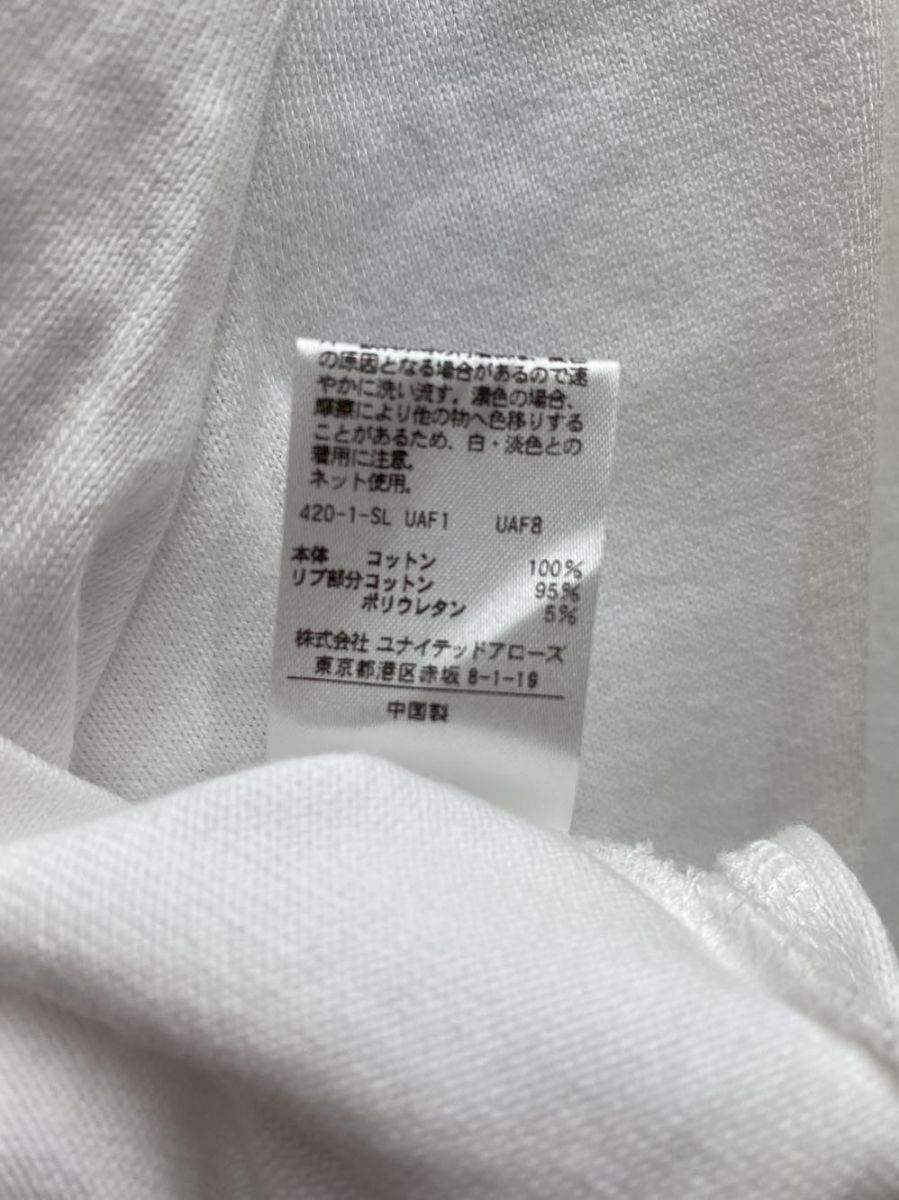 の原因となる場合があるので速
やかに洗い流す。濃色の場合、
摩擦により他の物へ色移りする
ことがあるため、白・淡色との
着用に注意。
ネット使用。
420-1-SL UAF1 UAF8
本体 コットン 100%
リブ部分コットン 95%
ポリウレタン 5%
株式会社 ユナイテッドアローズ
東京都港区赤坂 8-1-19
中国製